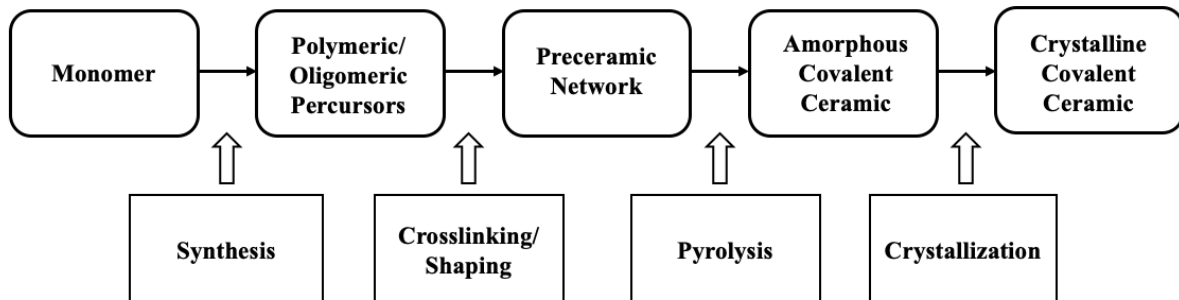 Monomer
Polymeric/
Oligomeric
Percursors
Preceramic
Network
Amorphous
Covalent
Ceramic
Crystalline
Covalent
Ceramic
Synthesis
Crosslinking/
Shaping
Pyrolysis
Crystallization